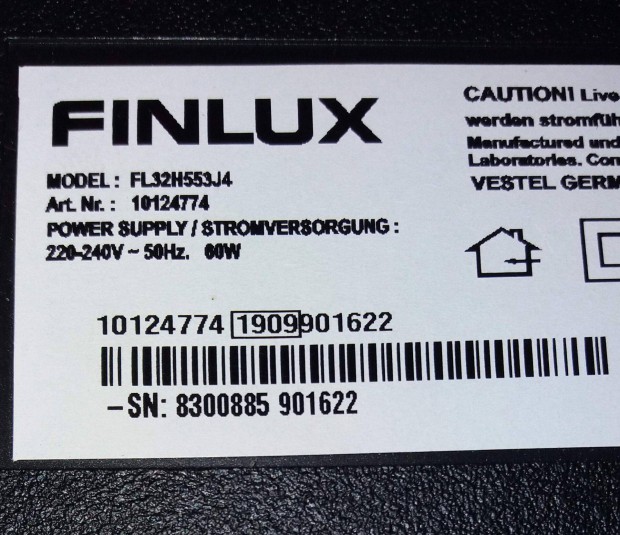 FINLUX
MODEL : FL32H553J4
Art. Nr. : 10124774
POWER SUPPLY / STROMVERSORGUNG :
220-240V ~ 50Hz. 60W
CAUTION! Live
werden stromfüh
Manufactured und
Laboratories. Con
VESTEL GERM
10124774 1909901622
–SN: 8300885 901622